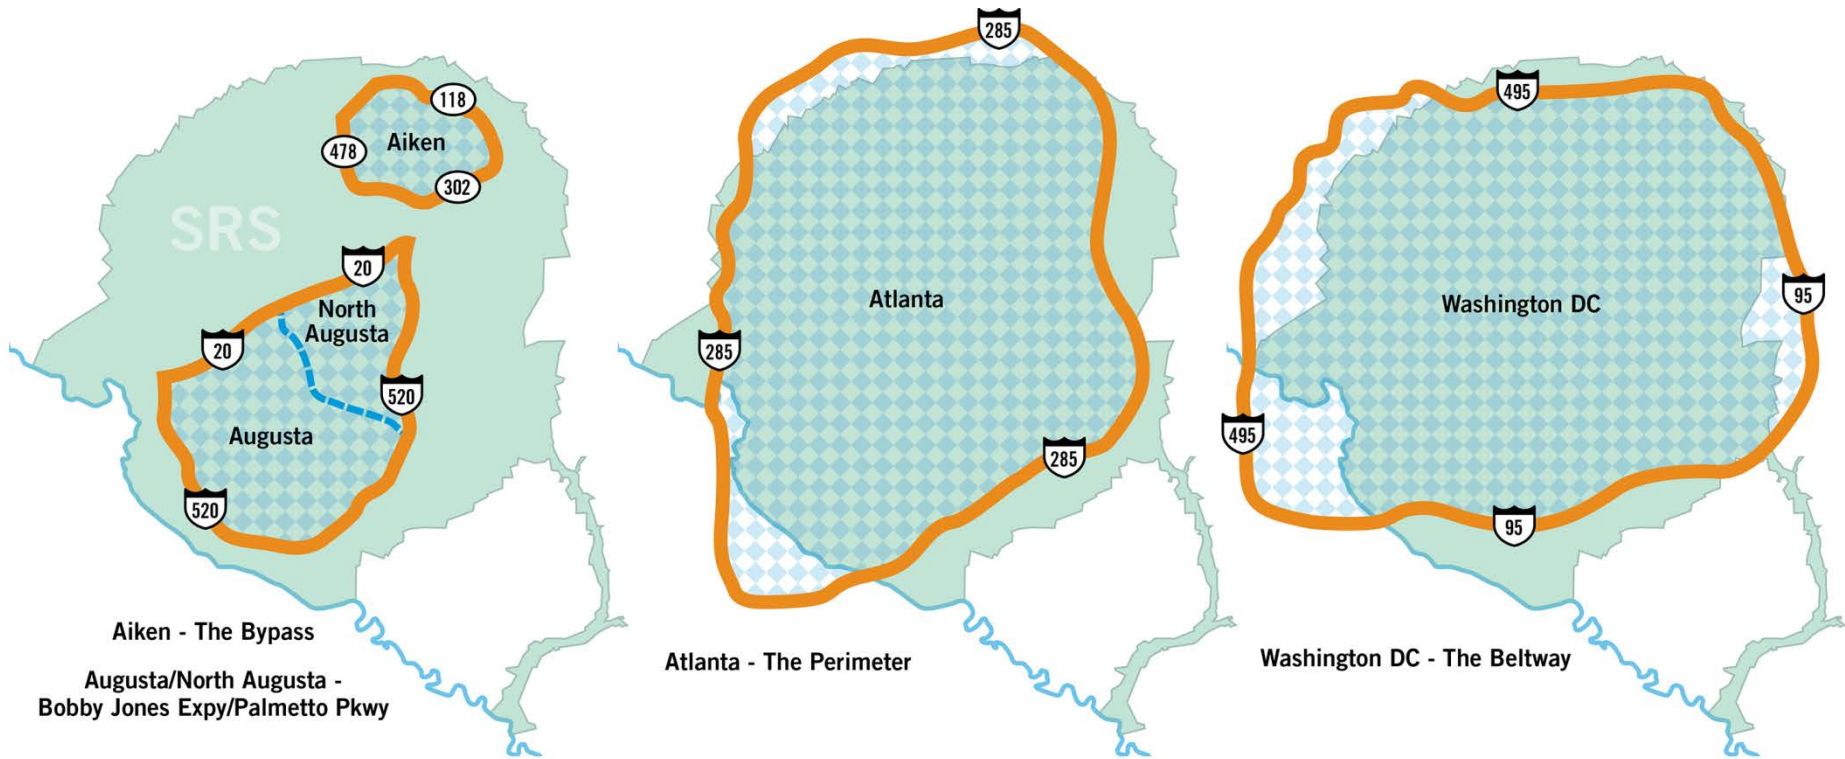 118
478
Aiken
302
SRS
20
North
Augusta
20
520
Augusta
520
Aiken - The Bypass
Augusta/North Augusta -
Bobby Jones Expy/Palmetto Pkwy
285
Atlanta
285
285
Atlanta - The Perimeter
495
95
Washington DC
495
95
Washington DC - The Beltway